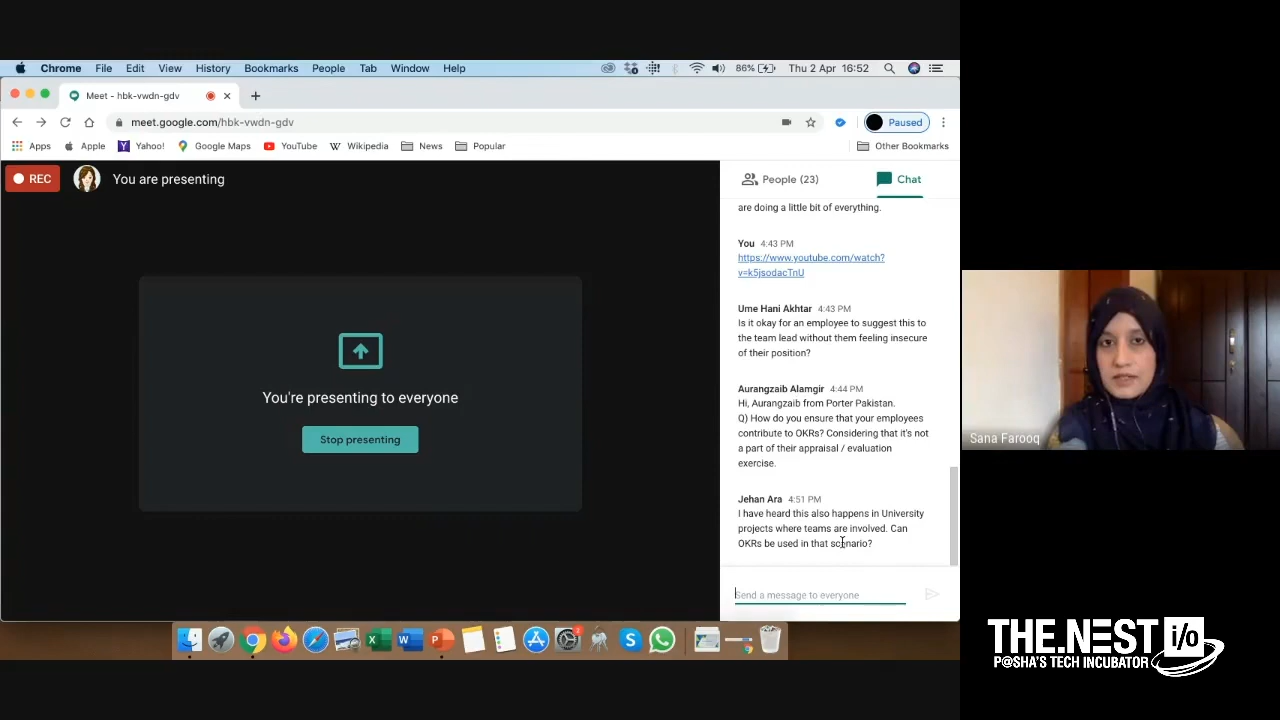 Chrome File Edit View History Bookmarks People Tab Window Help 86% Thu 2 Apr 16:52
Meet - hbk-vwdn-gdv
meet.google.com/hbk-vwdn-gdv Paused
Apps Apple Yahoo! Google Maps YouTube Wikipedia News Popular Other Bookmarks
REC You are presenting
People (23) Chat
are doing a little bit of everything.
You 4:43 PM
https://www.youtube.com/watch?
v=k5jsodacTnU
Ume Hani Akhtar 4:43 PM
Is it okay for an employee to suggest this to
the team lead without them feeling insecure
of their position?
Aurangzaib Alamgir 4:44 PM
Hi, Aurangzaib from Porter Pakistan.
Q) How do you ensure that your employees
contribute to OKRs? Considering that it's not
a part of their appraisal / evaluation
exercise.
Jehan Ara 4:51 PM
I have heard this also happens in University
projects where teams are involved. Can
OKRs be used in that scenario?
Send a message to everyone
You're presenting to everyone
Stop presenting
Sana Farooq
THE.NEST i/o
P@SHA'S TECH INCUBATOR